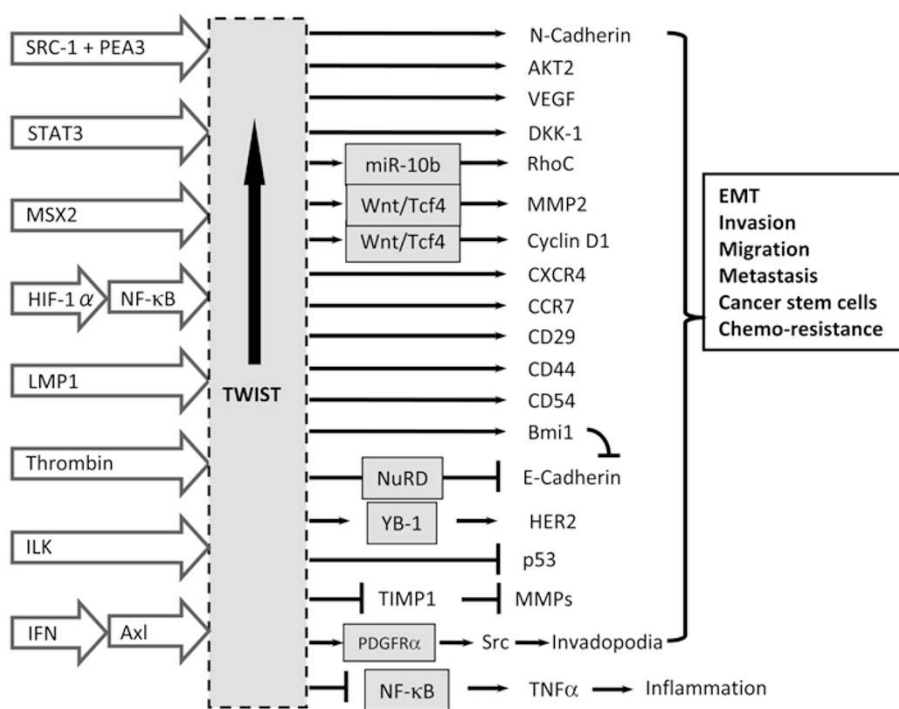 SRC-1 + PEA3
STAT3
MSX2
HIF-1 α
NF-κB
LMP1
Thrombin
ILK
IFN
Axl
TWIST
N-Cadherin
AKT2
VEGF
DKK-1
miR-10b
RhoC
Wnt/Tcf4
MMP2
Wnt/Tcf4
Cyclin D1
CXCR4
CCR7
CD29
CD44
CD54
Bmi1
NuRD
E-Cadherin
YB-1
HER2
p53
TIMP1
MMPs
PDGFRα
Src
Invadopodia
NF-κB
TNFα
Inflammation
EMT
Invasion
Migration
Metastasis
Cancer stem cells
Chemo-resistance